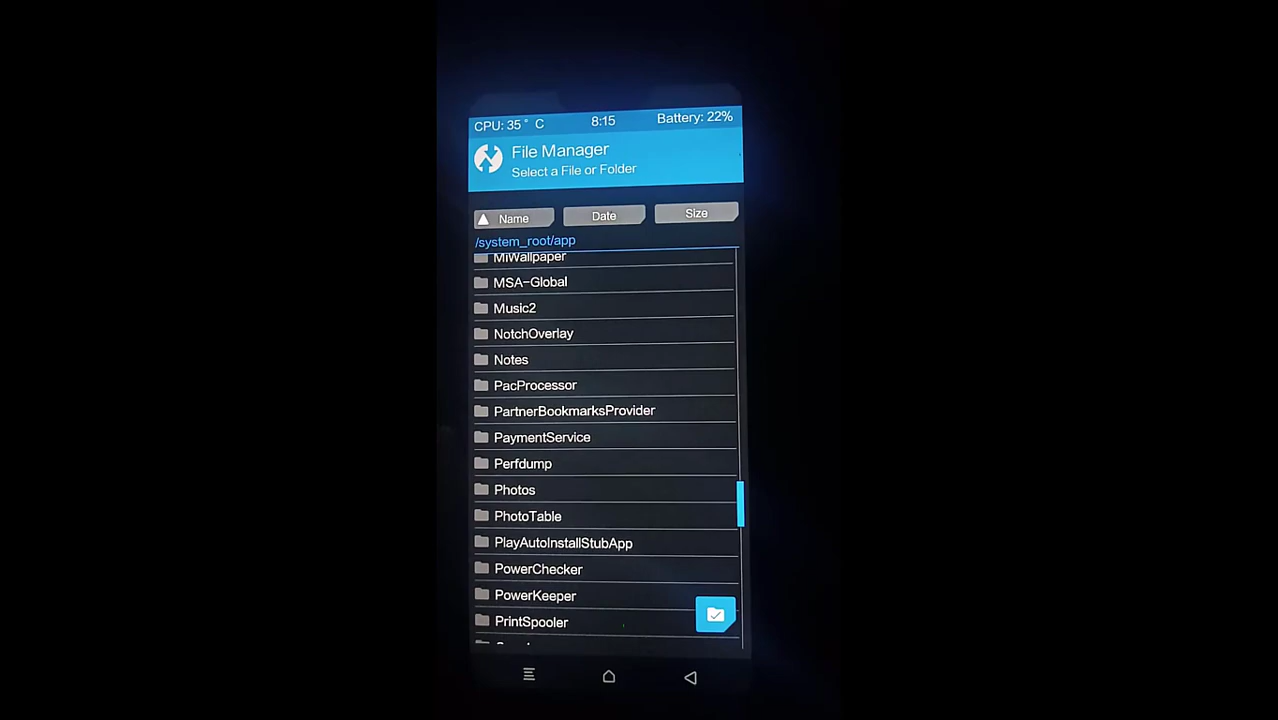 CPU: 35 ° C 8:15 Battery: 22%
File Manager
Select a File or Folder
Name Date Size
/system_root/app
MiWallpaper
MSA-Global
Music2
NotchOverlay
Notes
PacProcessor
PartnerBookmarksProvider
PaymentService
Perfdump
Photos
PhotoTable
PlayAutoInstallStubApp
PowerChecker
PowerKeeper
PrintSpooler